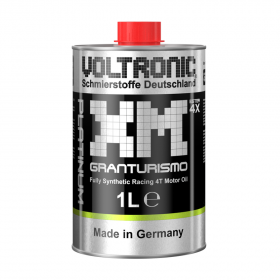 VOLTRONIC
Schmierstoffe Deutschland
4X
XM
PLATINUM
GRANTURISMO
Fully Synthetic Racing 4T Motor Oil
1L e
Made in Germany